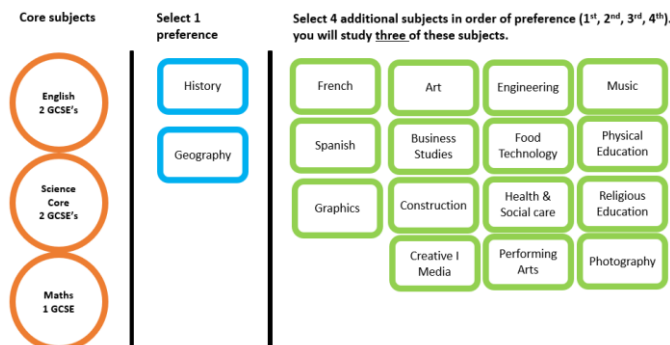 Core subjects
English
2 GCSE's
Science
Core
2 GCSE's
Maths
1 GCSE
Select 1
preference
History
Geography
Select 4 additional subjects in order of preference (1st, 2nd, 3rd, 4th).
you will study three of these subjects.
French
Art
Engineering
Music
Spanish
Business
Studies
Food
Technology
Physical
Education
Graphics
Construction
Health &
Social care
Religious
Education
Creative I
Media
Performing
Arts
Photography